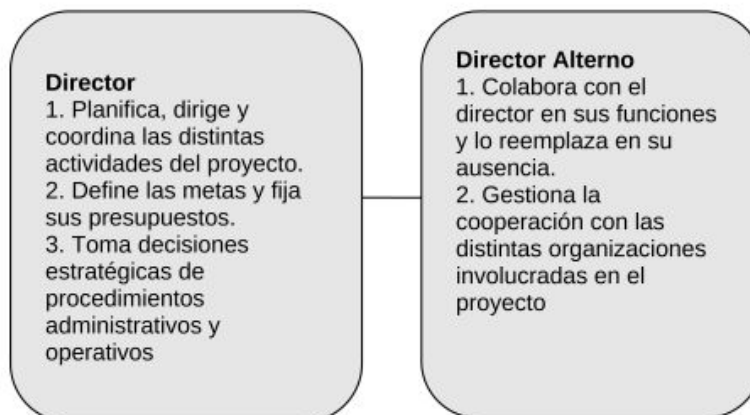 Director
1. Planifica, dirige y
coordina las distintas
actividades del proyecto.
2. Define las metas y fija
sus presupuestos.
3. Toma decisiones
estratégicas de
procedimientos
administrativos y
operativos
Director Alterno
1. Colabora con el
director en sus funciones
y lo reemplaza en su
ausencia.
2. Gestiona la
cooperación con las
distintas organizaciones
involucradas en el
proyecto